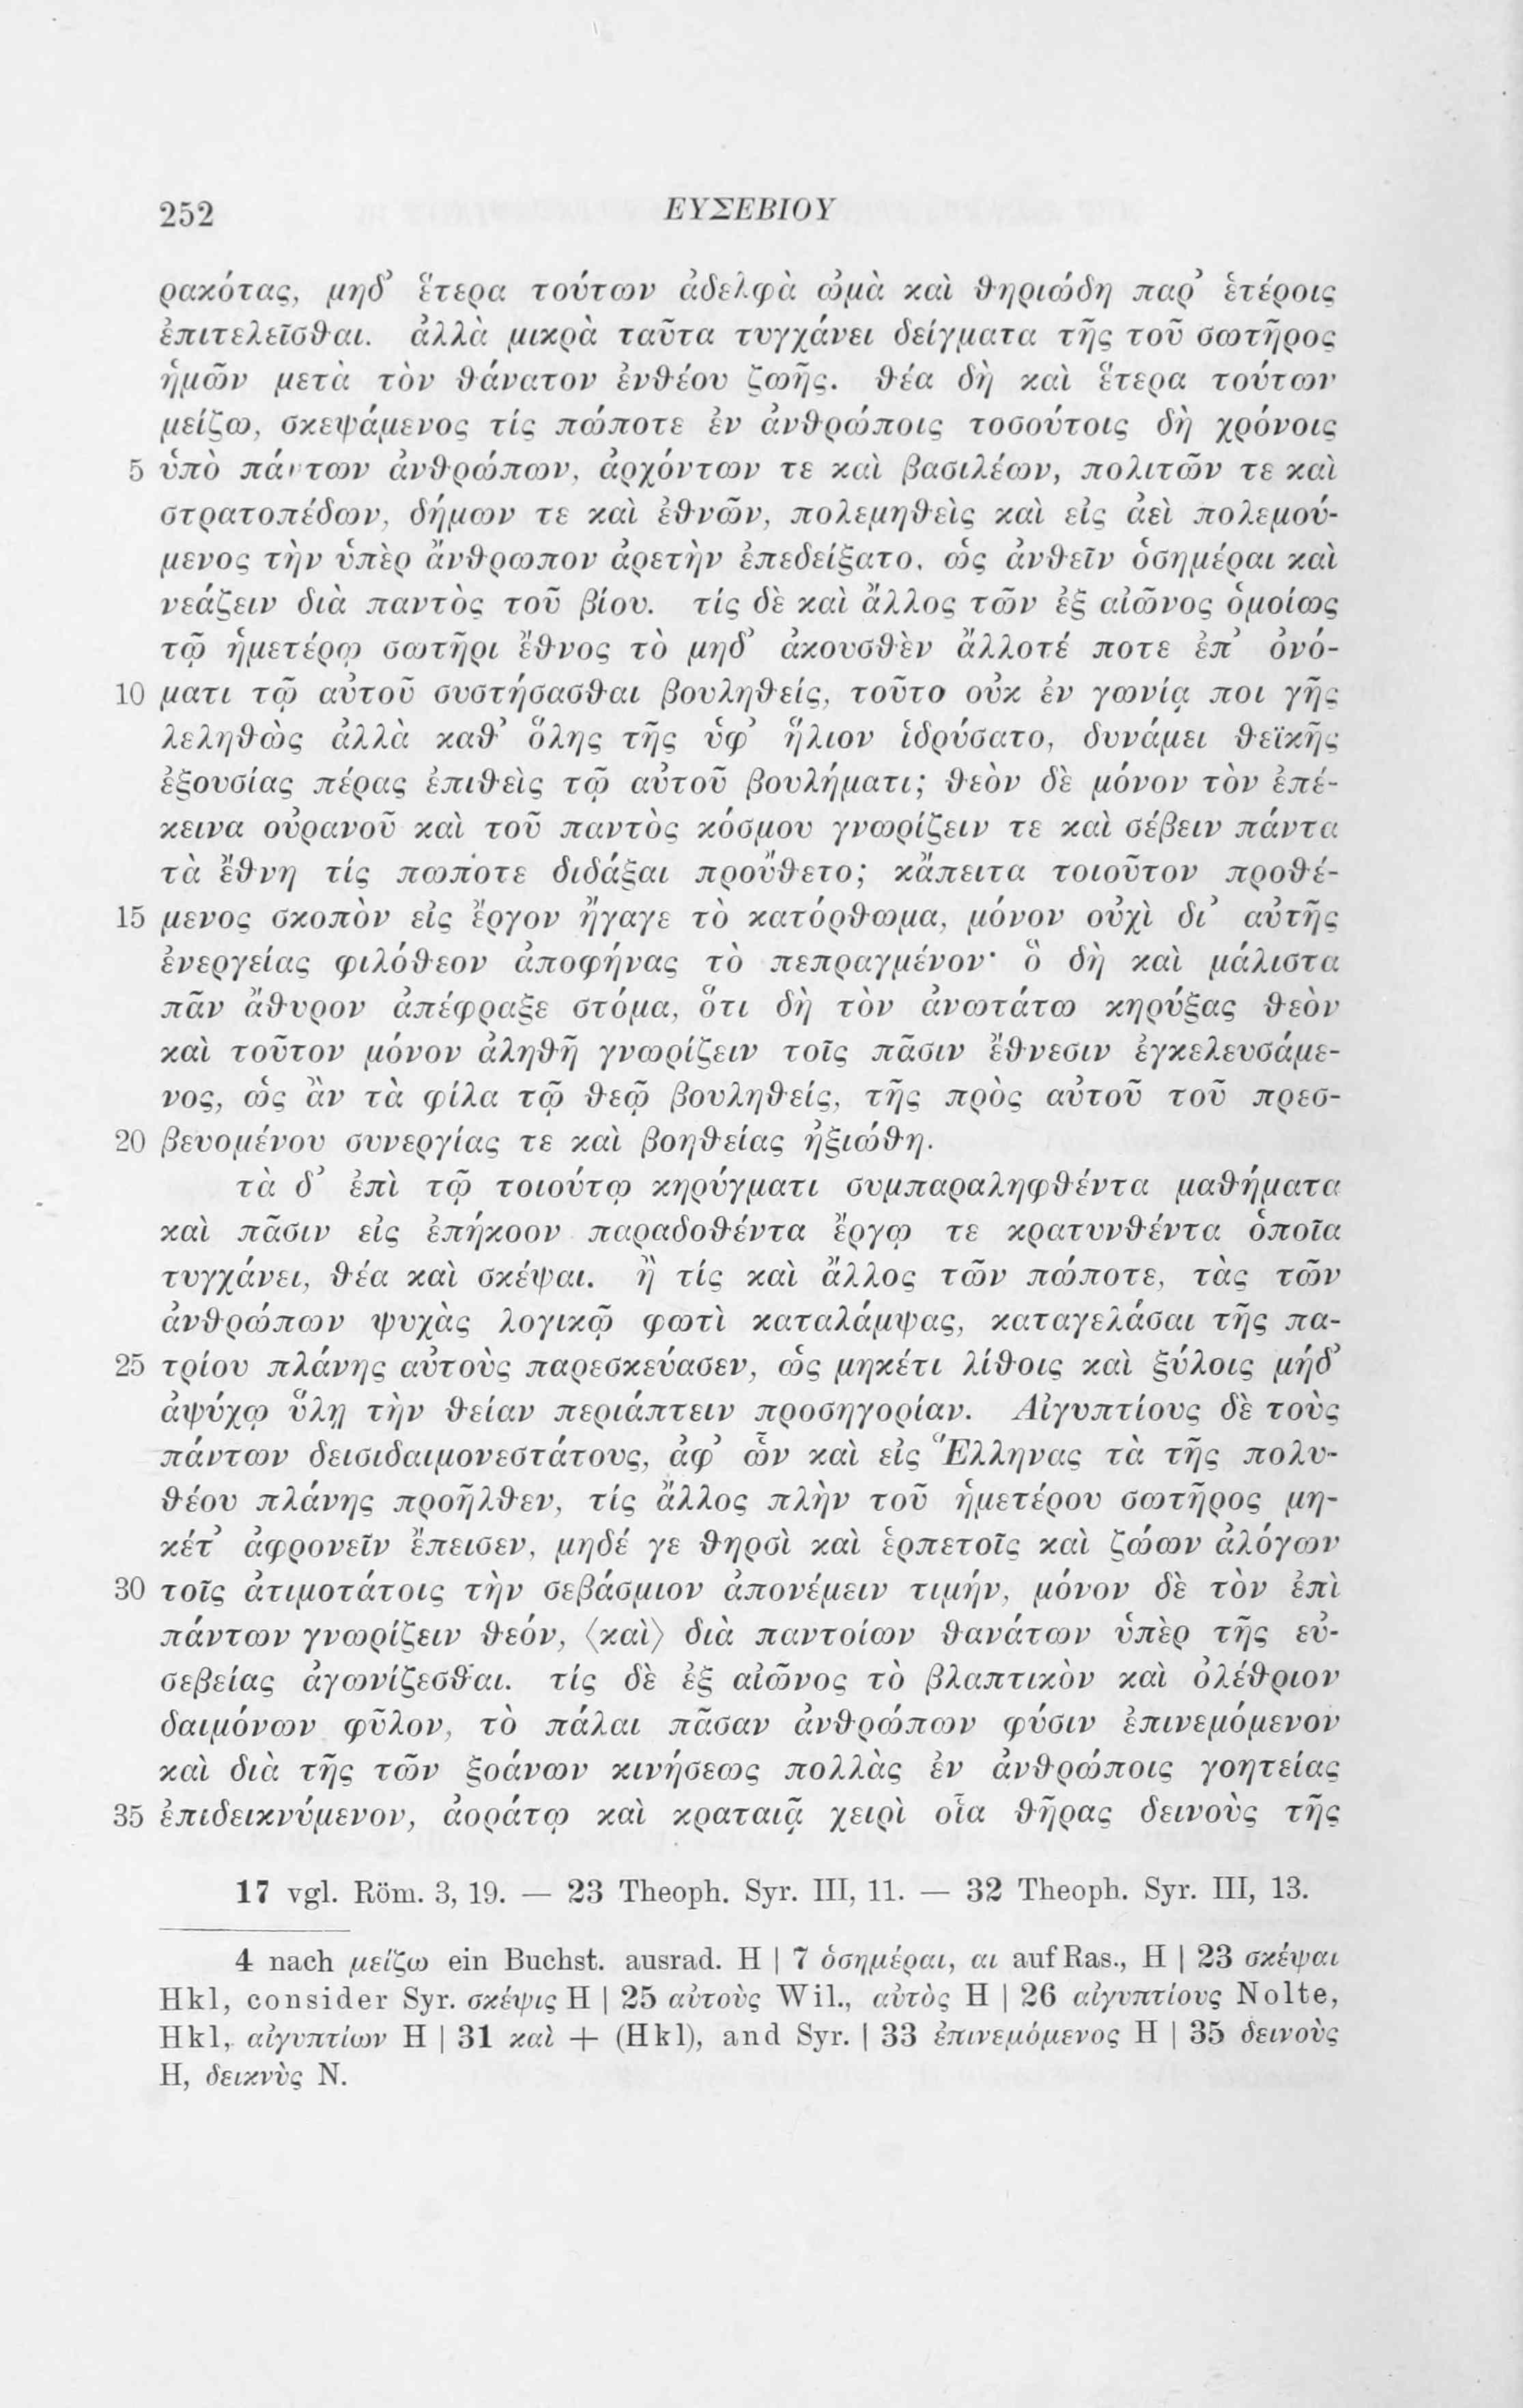 252
ΕΥΣΕΒΙΟΥ
ρακότας, μηδ’ ἕτερα τούτων ἀδελφὰ ὠμὰ καὶ θηριώδη παρ’ ἑτέροις
ἐπιτελεῖσθαι. ἀλλὰ μικρὰ ταῦτα τυγχάνει δείγματα τῆς τοῦ σωτῆρος
ἡμῶν μετὰ τὸν θάνατον ἐνθέου ζωῆς. θέα δὴ καὶ ἕτερα τούτων
μείζω, σκεψάμενος τίς πώποτε ἐν ἀνθρώποις τοσούτοις δὴ χρόνοις
5 ὑπὸ πάντων ἀνθρώπων, ἀρχόντων τε καὶ βασιλέων, πολιτῶν τε καὶ
στρατοπέδων, δήμων τε καὶ ἐθνῶν, πολεμηθεὶς καὶ εἰς ἀεὶ πολεμού-
μενος τὴν ὑπὲρ ἄνθρωπον ἀρετὴν ἐπεδείξατο, ὡς ἀνθεῖν ὁσημέραι καὶ
νεάζειν διὰ παντὸς τοῦ βίου. τίς δὲ καὶ ἄλλος τῶν ἐξ αἰῶνος ὁμοίως
τῷ ἡμετέρῳ σωτῆρι ἔθνος τὸ μηδ’ ἀκουσθὲν ἄλλοτέ ποτε ἐπ’ ὀνό-
10 ματι τῷ αὐτοῦ συστήσασθαι βουληθείς, τοῦτο οὐκ ἐν γωνίᾳ ποι γῆς
λεληθὼς ἀλλὰ καθ’ ὅλης τῆς ὑφ’ ἥλιον ἱδρύσατο, δυνάμει θεϊκῆς
ἐξουσίας πέρας ἐπιθεὶς τῷ αὐτοῦ βουλήματι; θεὸν δὲ μόνον τὸν ἐπέ-
κεινα οὐρανοῦ καὶ τοῦ παντὸς κόσμου γνωρίζειν τε καὶ σέβειν πάντα
τὰ ἔθνη τίς πωποτε διδάξαι προὔθετο; κἄπειτα τοιοῦτον προθέ-
15 μενος σκοπὸν εἰς ἔργον ἤγαγε τὸ κατόρθωμα, μόνον οὐχὶ δι’ αὐτῆς
ἐνεργείας φιλόθεον ἀποφήνας τὸ πεπραγμένον· ὃ δὴ καὶ μάλιστα
πᾶν ἄθυρον ἀπέφραξε στόμα, ὅτι δὴ τὸν ἀνωτάτω κηρύξας θεὸν
καὶ τοῦτον μόνον ἀληθῆ γνωρίζειν τοῖς πᾶσιν ἔθνεσιν ἐγκελευσάμε-
νος, ὡς ἂν τὰ φίλα τῷ θεῷ βουληθείς, τῆς πρὸς αὐτοῦ τοῦ πρεσ-
20 βευομένου συνεργίας τε καὶ βοηθείας ἠξιώθη.
τὰ δ’ ἐπὶ τῷ τοιούτῳ κηρύγματι συμπαραληφθέντα μαθήματα
καὶ πᾶσιν εἰς ἐπήκοον παραδοθέντα ἔργῳ τε κρατυνθέντα ὁποῖα
τυγχάνει, θέα καὶ σκέψαι. ἢ τίς καὶ ἄλλος τῶν πώποτε, τὰς τῶν
ἀνθρώπων ψυχὰς λογικῷ φωτὶ καταλάμψας, καταγελάσαι τῆς πα-
25 τρίου πλάνης αὐτοὺς παρεσκεύασεν, ὡς μηκέτι λίθοις καὶ ξύλοις μήδ’
ἀψύχῳ ὕλῃ τὴν θείαν περιάπτειν προσηγορίαν. Αἰγυπτίους δὲ τοὺς
πάντων δεισιδαιμονεστάτους, ἀφ’ ὧν καὶ εἰς Ἕλληνας τὰ τῆς πολυ-
θέου πλάνης προῆλθεν, τίς ἄλλος πλὴν τοῦ ἡμετέρου σωτῆρος μη-
κέτ’ ἀφρονεῖν ἔπεισεν, μηδέ γε θηρσὶ καὶ ἑρπετοῖς καὶ ζώων ἀλόγων
30 τοῖς ἀτιμοτάτοις τὴν σεβάσμιον ἀπονέμειν τιμήν, μόνον δὲ τὸν ἐπὶ
πάντων γνωρίζειν θεόν, ⟨καὶ⟩ διὰ παντοίων θανάτων ὑπὲρ τῆς εὐ-
σεβείας ἀγωνίζεσθαι. τίς δὲ ἐξ αἰῶνος τὸ βλαπτικὸν καὶ ὀλέθριον
δαιμόνων φῦλον, τὸ πάλαι πᾶσαν ἀνθρώπων φύσιν ἐπινεμόμενον
καὶ διὰ τῆς τῶν ξοάνων κινήσεως πολλὰς ἐν ἀνθρώποις γοητείας
35 ἐπιδεικνύμενον, ἀοράτῳ καὶ κραταιᾷ χειρὶ οἷα θῆρας δεινοὺς τῆς
17 vgl. Röm. 3, 19. — 23 Theoph. Syr. III, 11. — 32 Theoph. Syr. III, 13.
4 nach μείζω ein Buchst. ausrad. H | 7 ὁσημέραι, αι auf Ras., H | 23 σκέψαι
Hkl, consider Syr. σκέψις H | 25 αὐτοὺς Wil., αὐτὸς H | 26 αἰγυπτίους Nolte,
Hkl, αἰγυπτίων H | 31 καὶ + (Hkl), and Syr. | 33 ἐπινεμόμενος H | 35 δεινοὺς
H, δεικνὺς N.